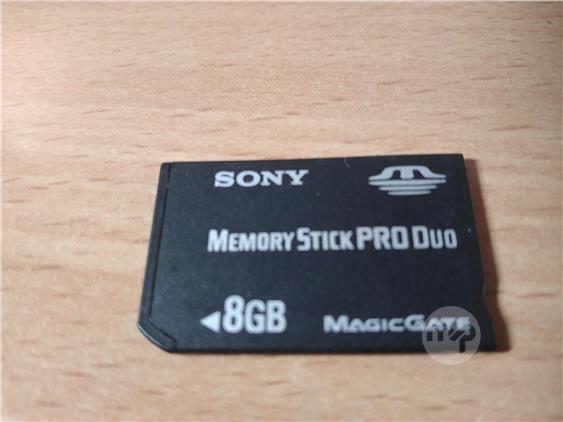 SONY
MEMORY STICK PRO DUO
8GB
MAGICGATE